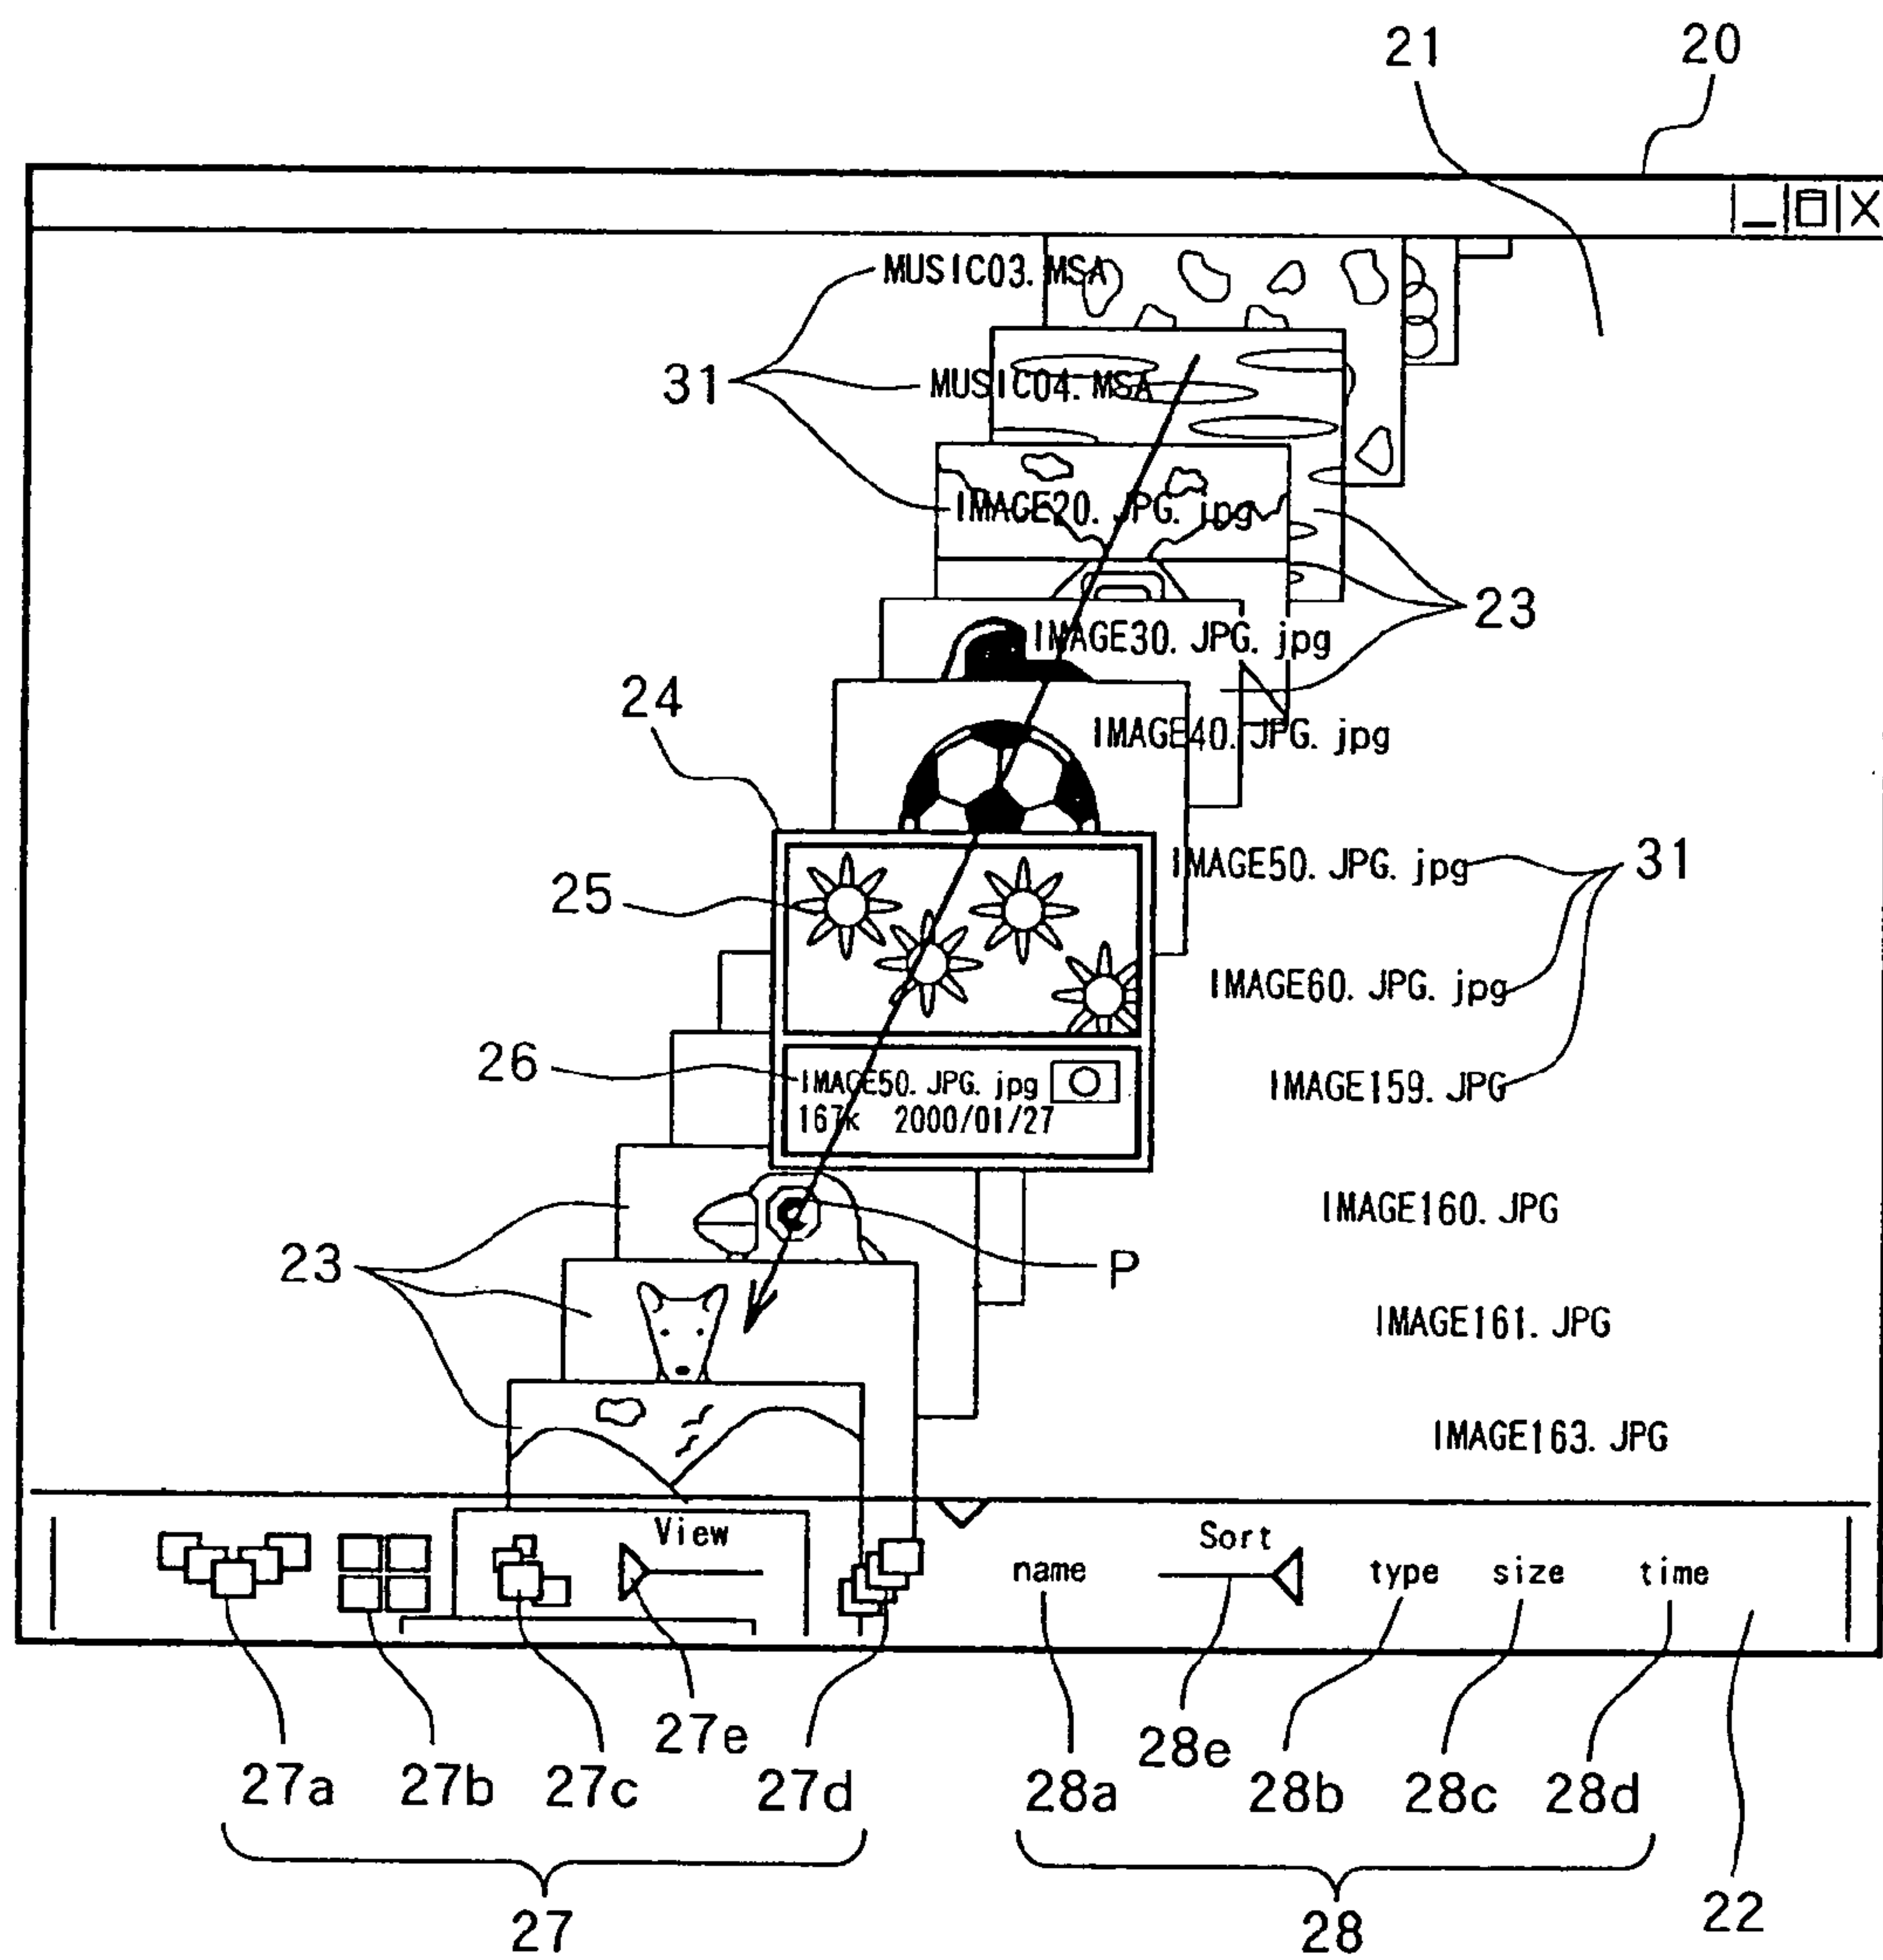 21
20
MUSIC03. MSA
31
MUSIC04. MSA
IMAGE20. JPG. jpg
23
IMAGE30. JPG. jpg
24
IMAGE40. JPG. jpg
IMAGE50. JPG. jpg
31
25
IMAGE60. JPG. jpg
26
IMAGE50. JPG. jpg
167k 2000/01/27
IMAGE159. JPG
IMAGE160. JPG
23
P
IMAGE161. JPG
IMAGE163. JPG
View
Sort
name
type
size
time
27a
27b
27c
27e
27d
28a
28e
28b
28c
28d
27
28
22